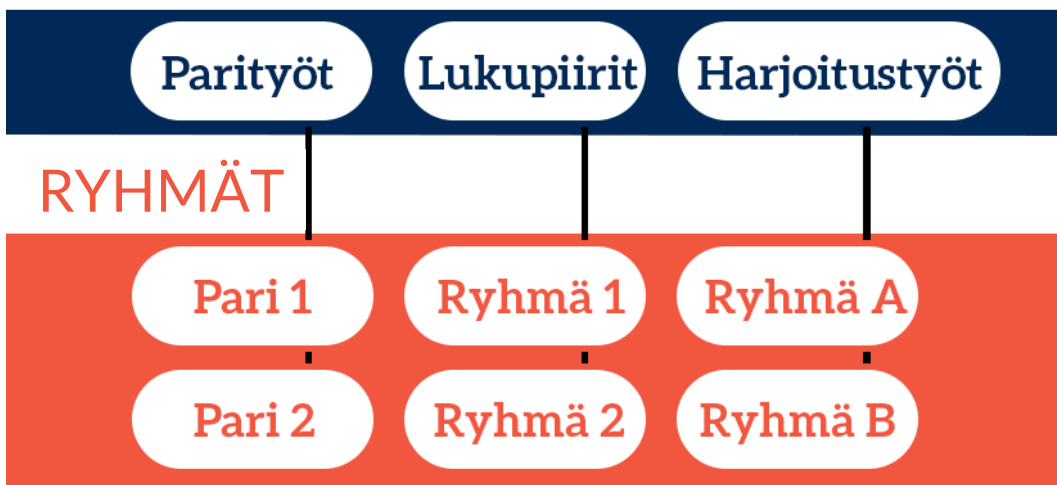 Parityöt Lukupiirit Harjoitustyöt
RYHMÄT
Pari 1 Ryhmä 1 Ryhmä A
Pari 2 Ryhmä 2 Ryhmä B